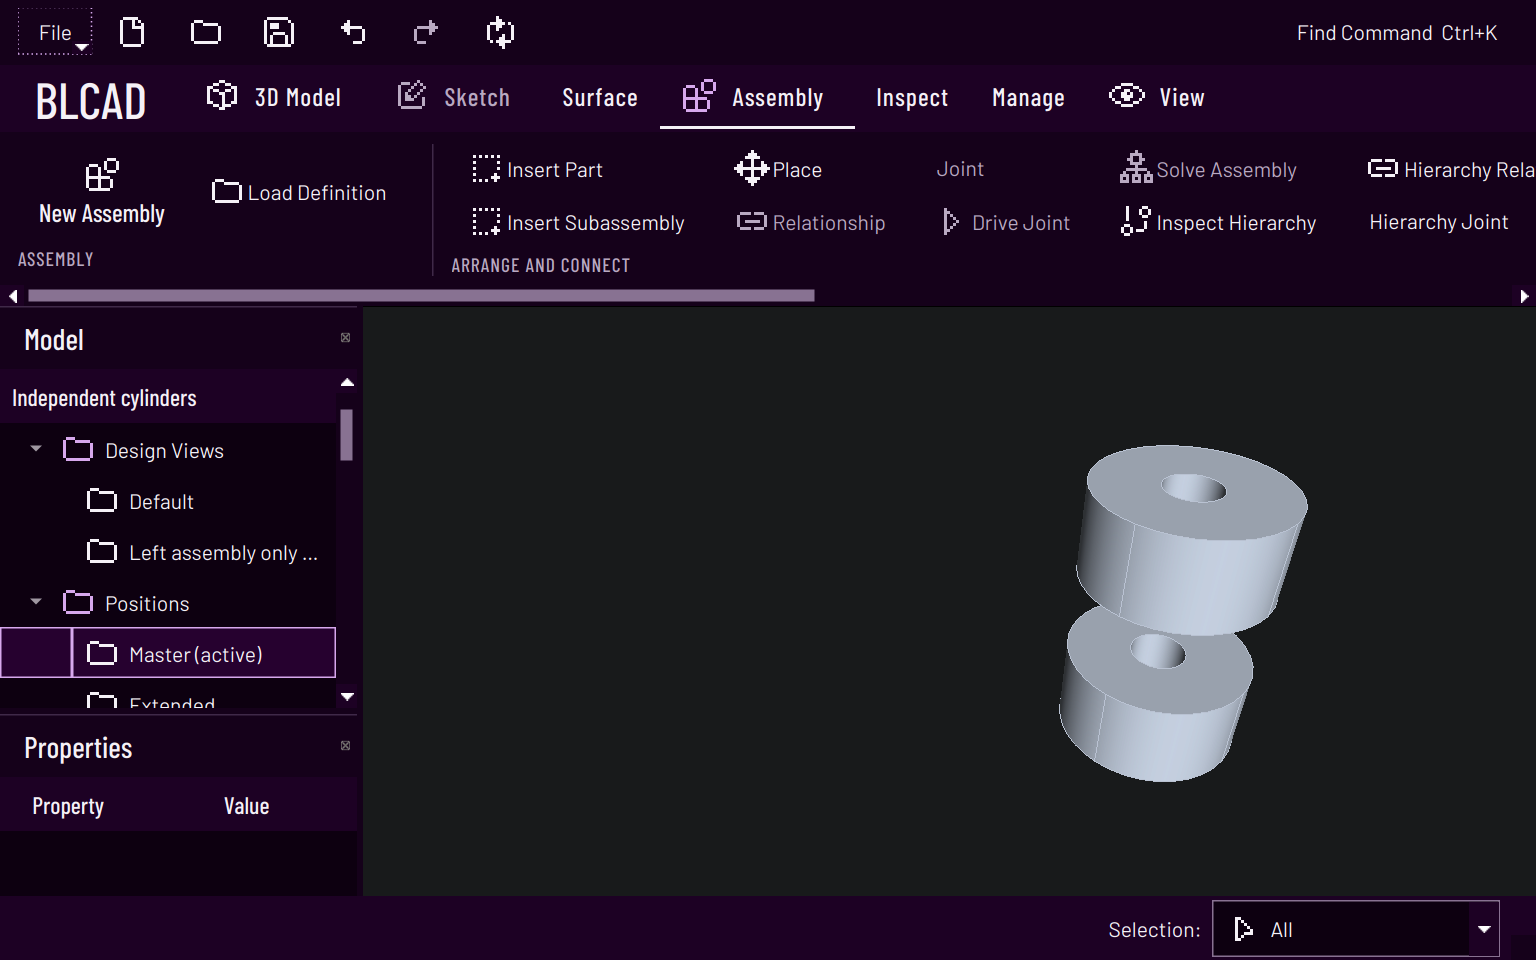 File
Find Command Ctrl+K
BLCAD
3D Model
Sketch
Surface
Assembly
Inspect
Manage
View
New Assembly
Load Definition
ASSEMBLY
Insert Part
Place
Joint
Solve Assembly
Hierarchy Rela
Insert Subassembly
Relationship
Drive Joint
Inspect Hierarchy
Hierarchy Joint
ARRANGE AND CONNECT
Model
Independent cylinders
Design Views
Default
Left assembly only ...
Positions
Master (active)
Extended
Properties
Property Value
Selection: All